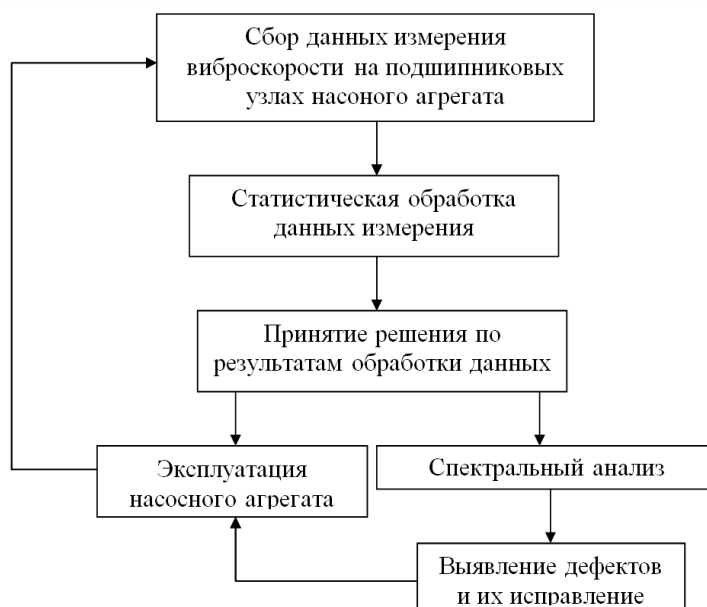 Сбор данных измерения
виброскорости на подшипниковых
узлах насоного агрегата
Статистическая обработка
данных измерения
Принятие решения по
результатам обработки данных
Эксплуатация
насосного агрегата
Спектральный анализ
Выявление дефектов
и их исправление